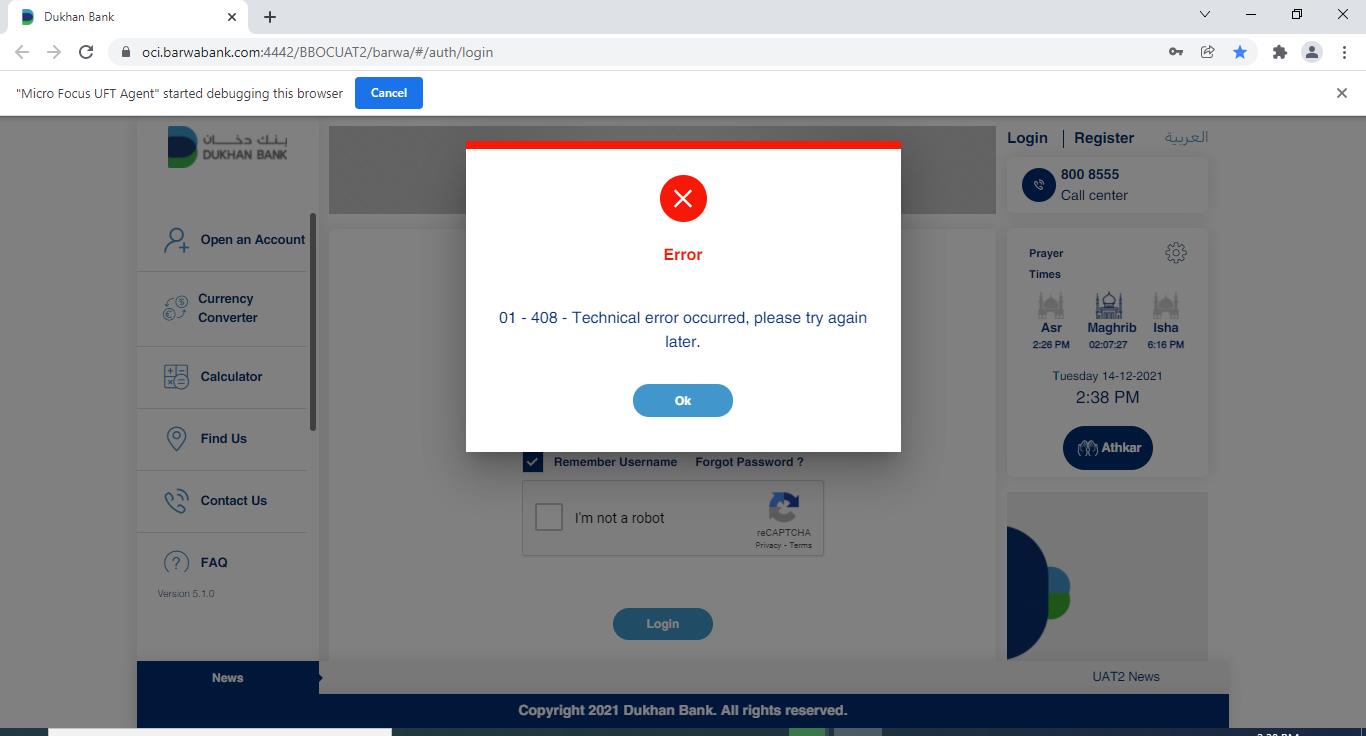 Dukhan Bank
oci.barwabank.com:4442/BBOCUAT2/barwa/#/auth/login
"Micro Focus UFT Agent" started debugging this browser
Cancel
بنك دخان
DUKHAN BANK
Open an Account
Currency
Converter
Calculator
Find Us
Contact Us
FAQ
Version 5.1.0
Error
01 - 408 - Technical error occurred, please try again
later.
Ok
Remember Username Forgot Password ?
I'm not a robot
reCAPTCHA
Privacy - Terms
Login
Login Register العربية
800 8555
Call center
Prayer
Times
Asr Maghrib Isha
2:26 PM 02:07:27 6:16 PM
Tuesday 14-12-2021
2:38 PM
Athkar
News
UAT2 News
Copyright 2021 Dukhan Bank. All rights reserved.